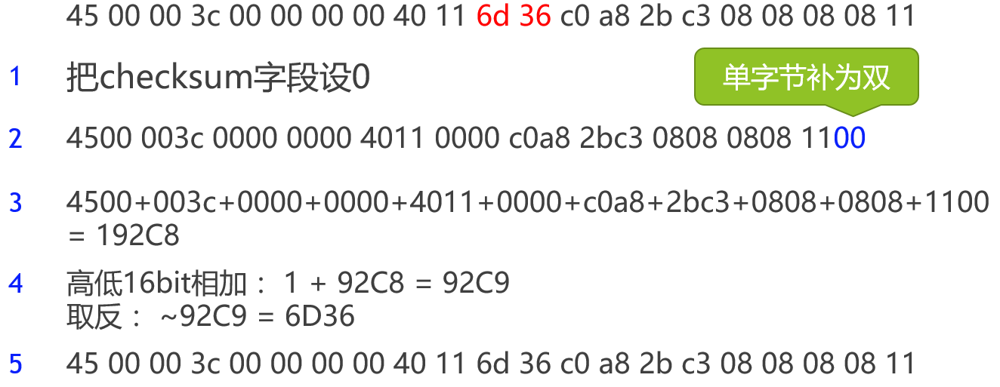 45 00 00 3c 00 00 00 00 40 11 6d 36 c0 a8 2b c3 08 08 08 08 11
1 把checksum字段设0
单字节补为双
2 4500 003c 0000 0000 4011 0000 c0a8 2bc3 0808 0808 1100
3 4500+003c+0000+0000+4011+0000+c0a8+2bc3+0808+0808+1100
= 192C8
4 高低16bit相加： 1 + 92C8 = 92C9
取反： ~92C9 = 6D36
5 45 00 00 3c 00 00 00 00 40 11 6d 36 c0 a8 2b c3 08 08 08 08 11